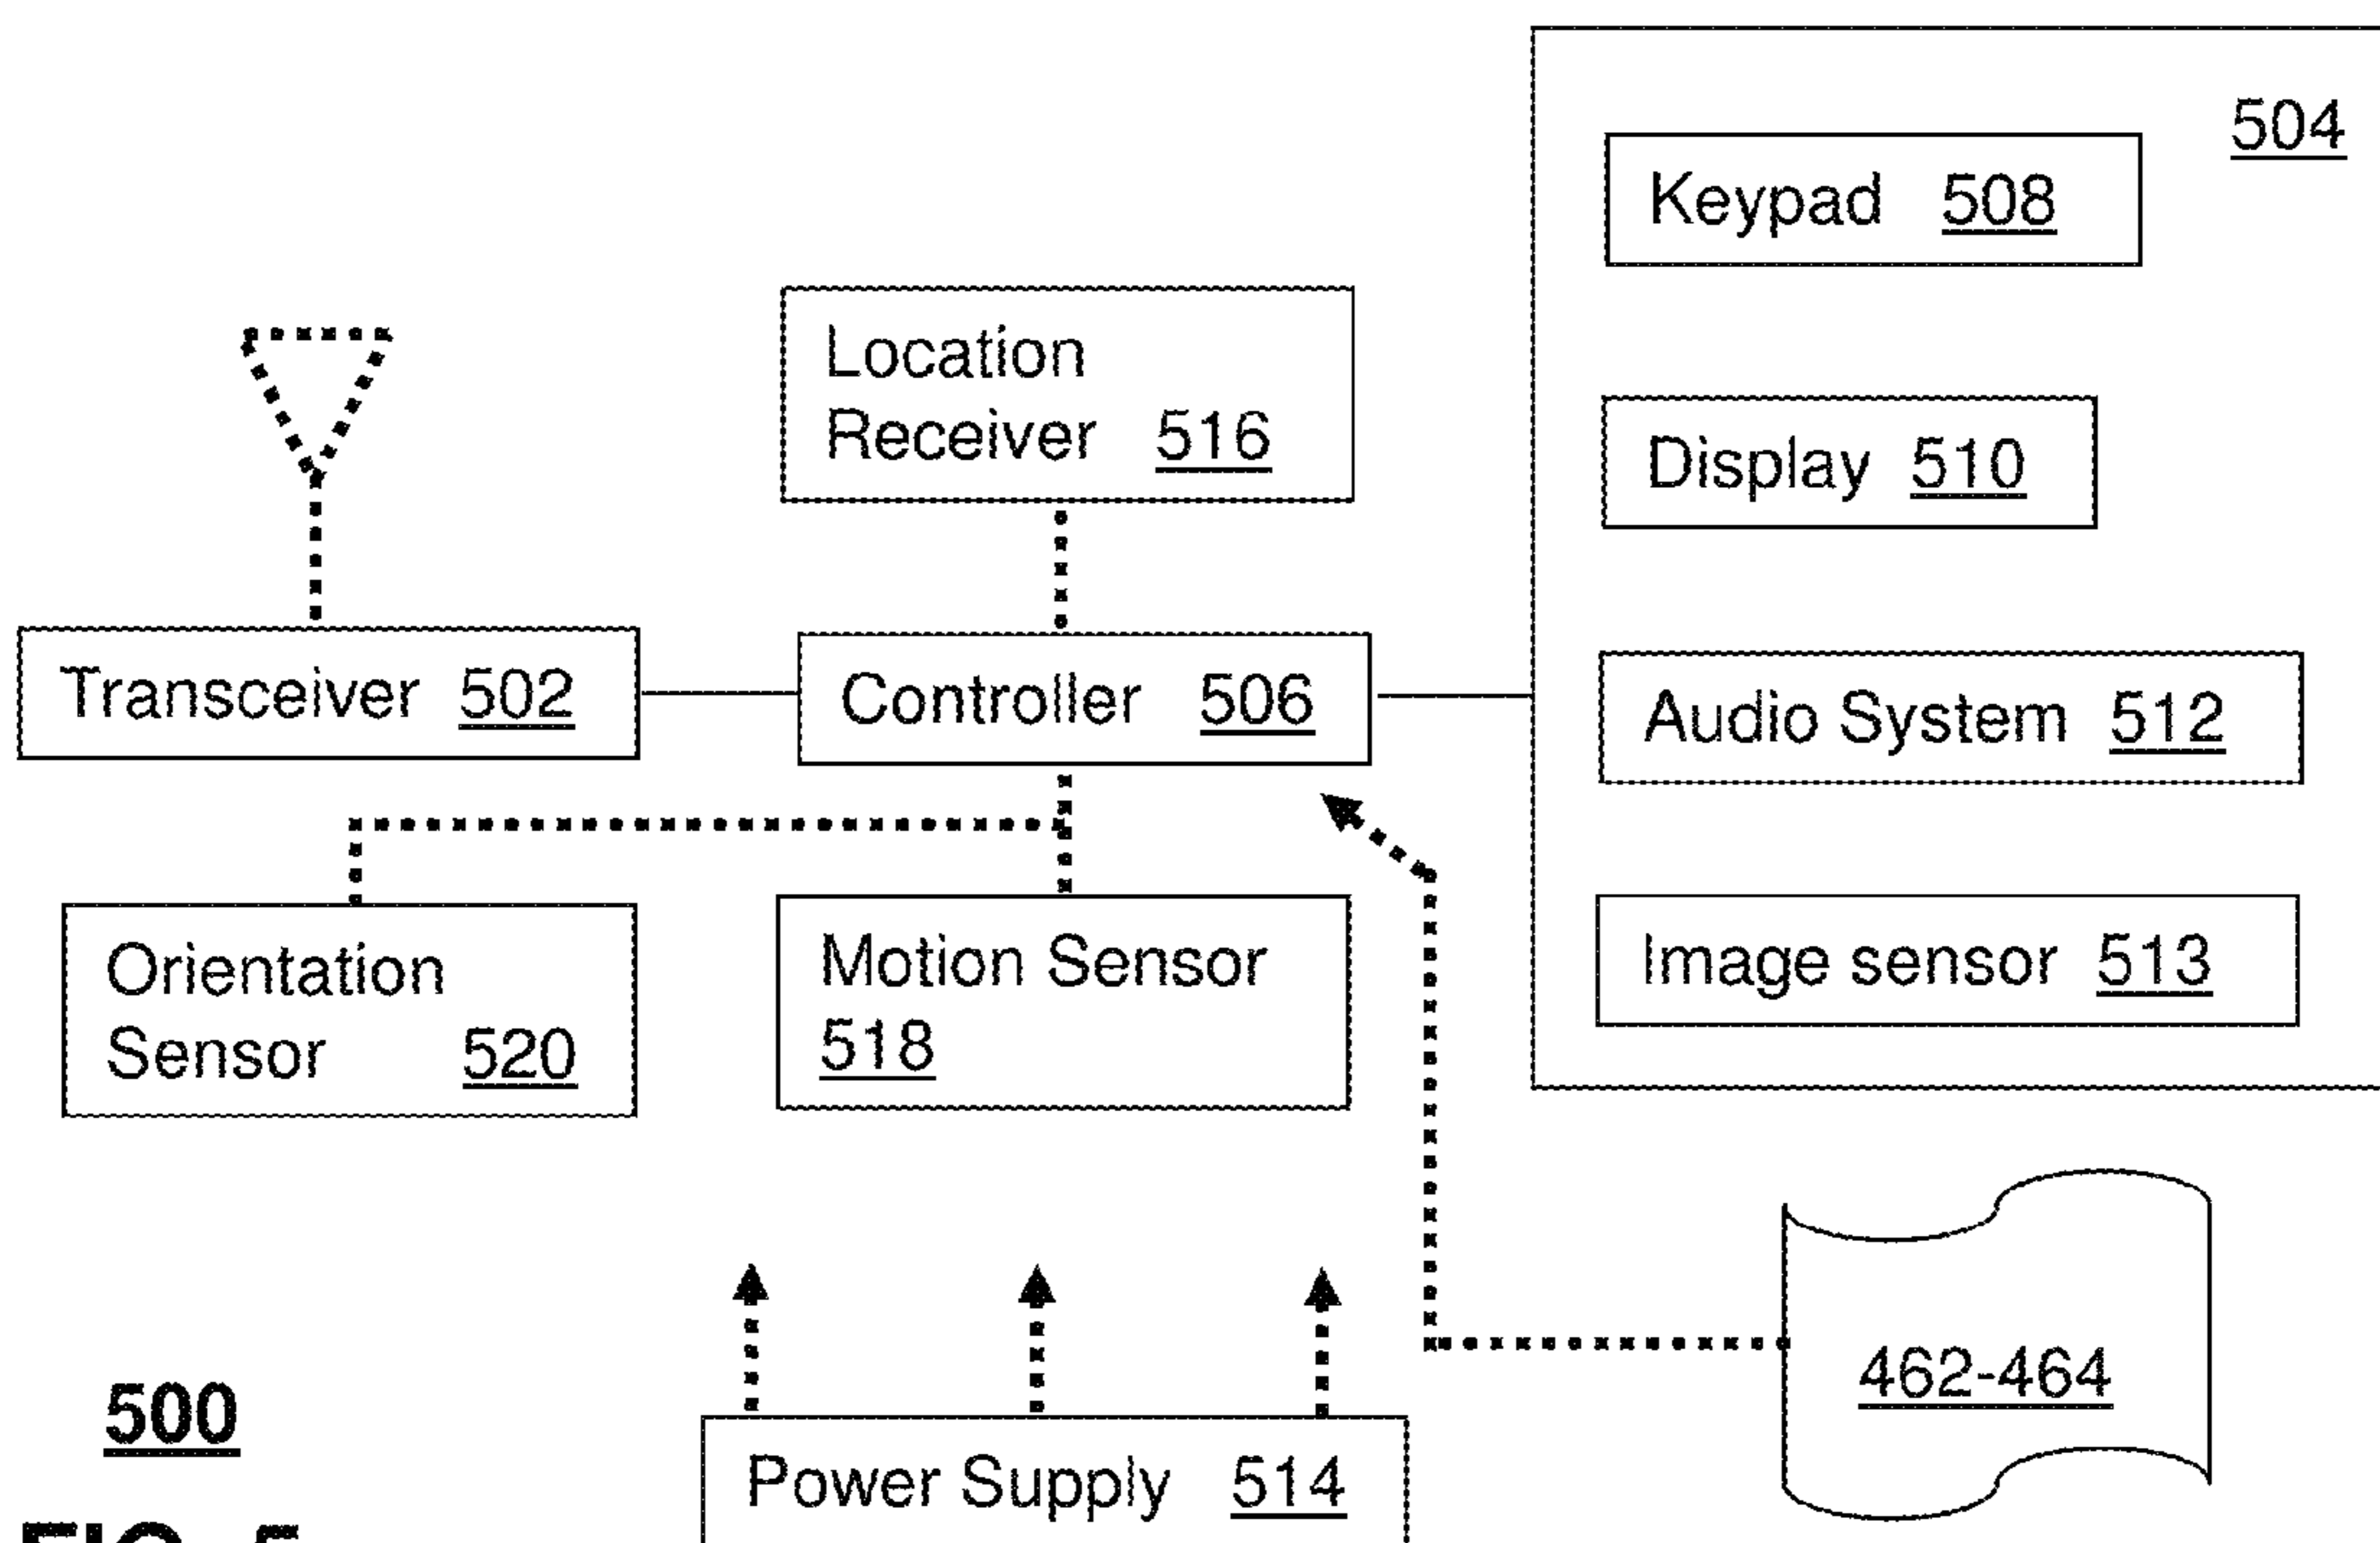 504
Keypad 508
Location
Receiver 516
Display 510
Transceiver 502
Controller 506
Audio System 512
Orientation
Sensor 520
Motion Sensor
518
Image sensor 513
462-464
500
Power Supply 514